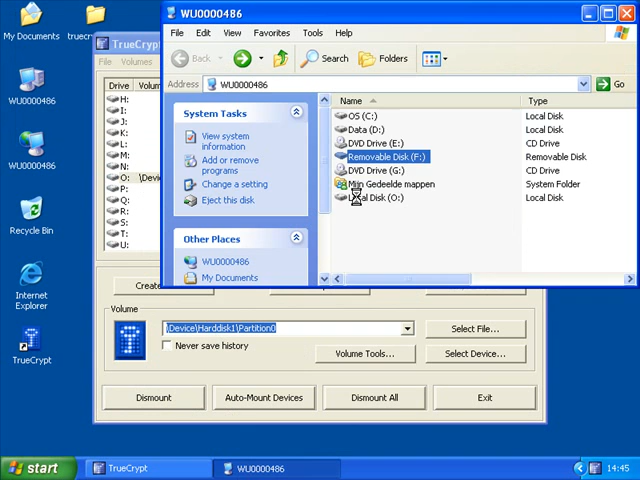 My Documents
truecr
WU0000486
WU0000486
Recycle Bin
Internet
Explorer
TrueCrypt
TrueCrypt
File Volumes
Drive Volu
H:
I:
J:
K:
L:
M:
N:
O: \Devic
P:
Q:
R:
S:
T:
U:
WU0000486
File Edit View Favorites Tools Help
Back Search Folders
Address WU0000486 Go
System Tasks
View system
information
Add or remove
programs
Change a setting
Eject this disk
Other Places
WU0000486
My Documents
Name Type
OS (C:) Local Disk
Data (D:) Local Disk
DVD Drive (E:) CD Drive
Removable Disk (F:) Removable Disk
DVD Drive (G:) CD Drive
Mijn Gedeelde mappen System Folder
Local Disk (O:) Local Disk
Create
Volume
\Device\Harddisk1\Partition0
Select File...
Never save history
Volume Tools...
Select Device...
Dismount
Auto-Mount Devices
Dismount All
Exit
start
TrueCrypt
WU0000486
14:45